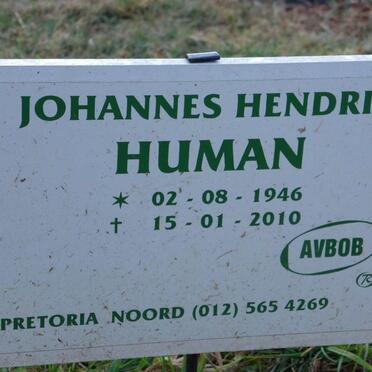 JOHANNES HENDRI
HUMAN
* 02 - 08 - 1946
† 15 - 01 - 2010
AVBOB
PRETORIA NOORD (012) 565 4269